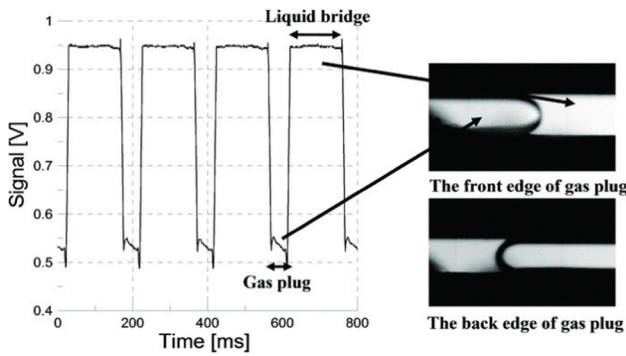 Liquid bridge
1
0.9
0.8
0.7
0.6
0.5
0.4
Signal [V]
Gas plug
0 200 400 600 800
Time [ms]
The front edge of gas plug
The back edge of gas plug